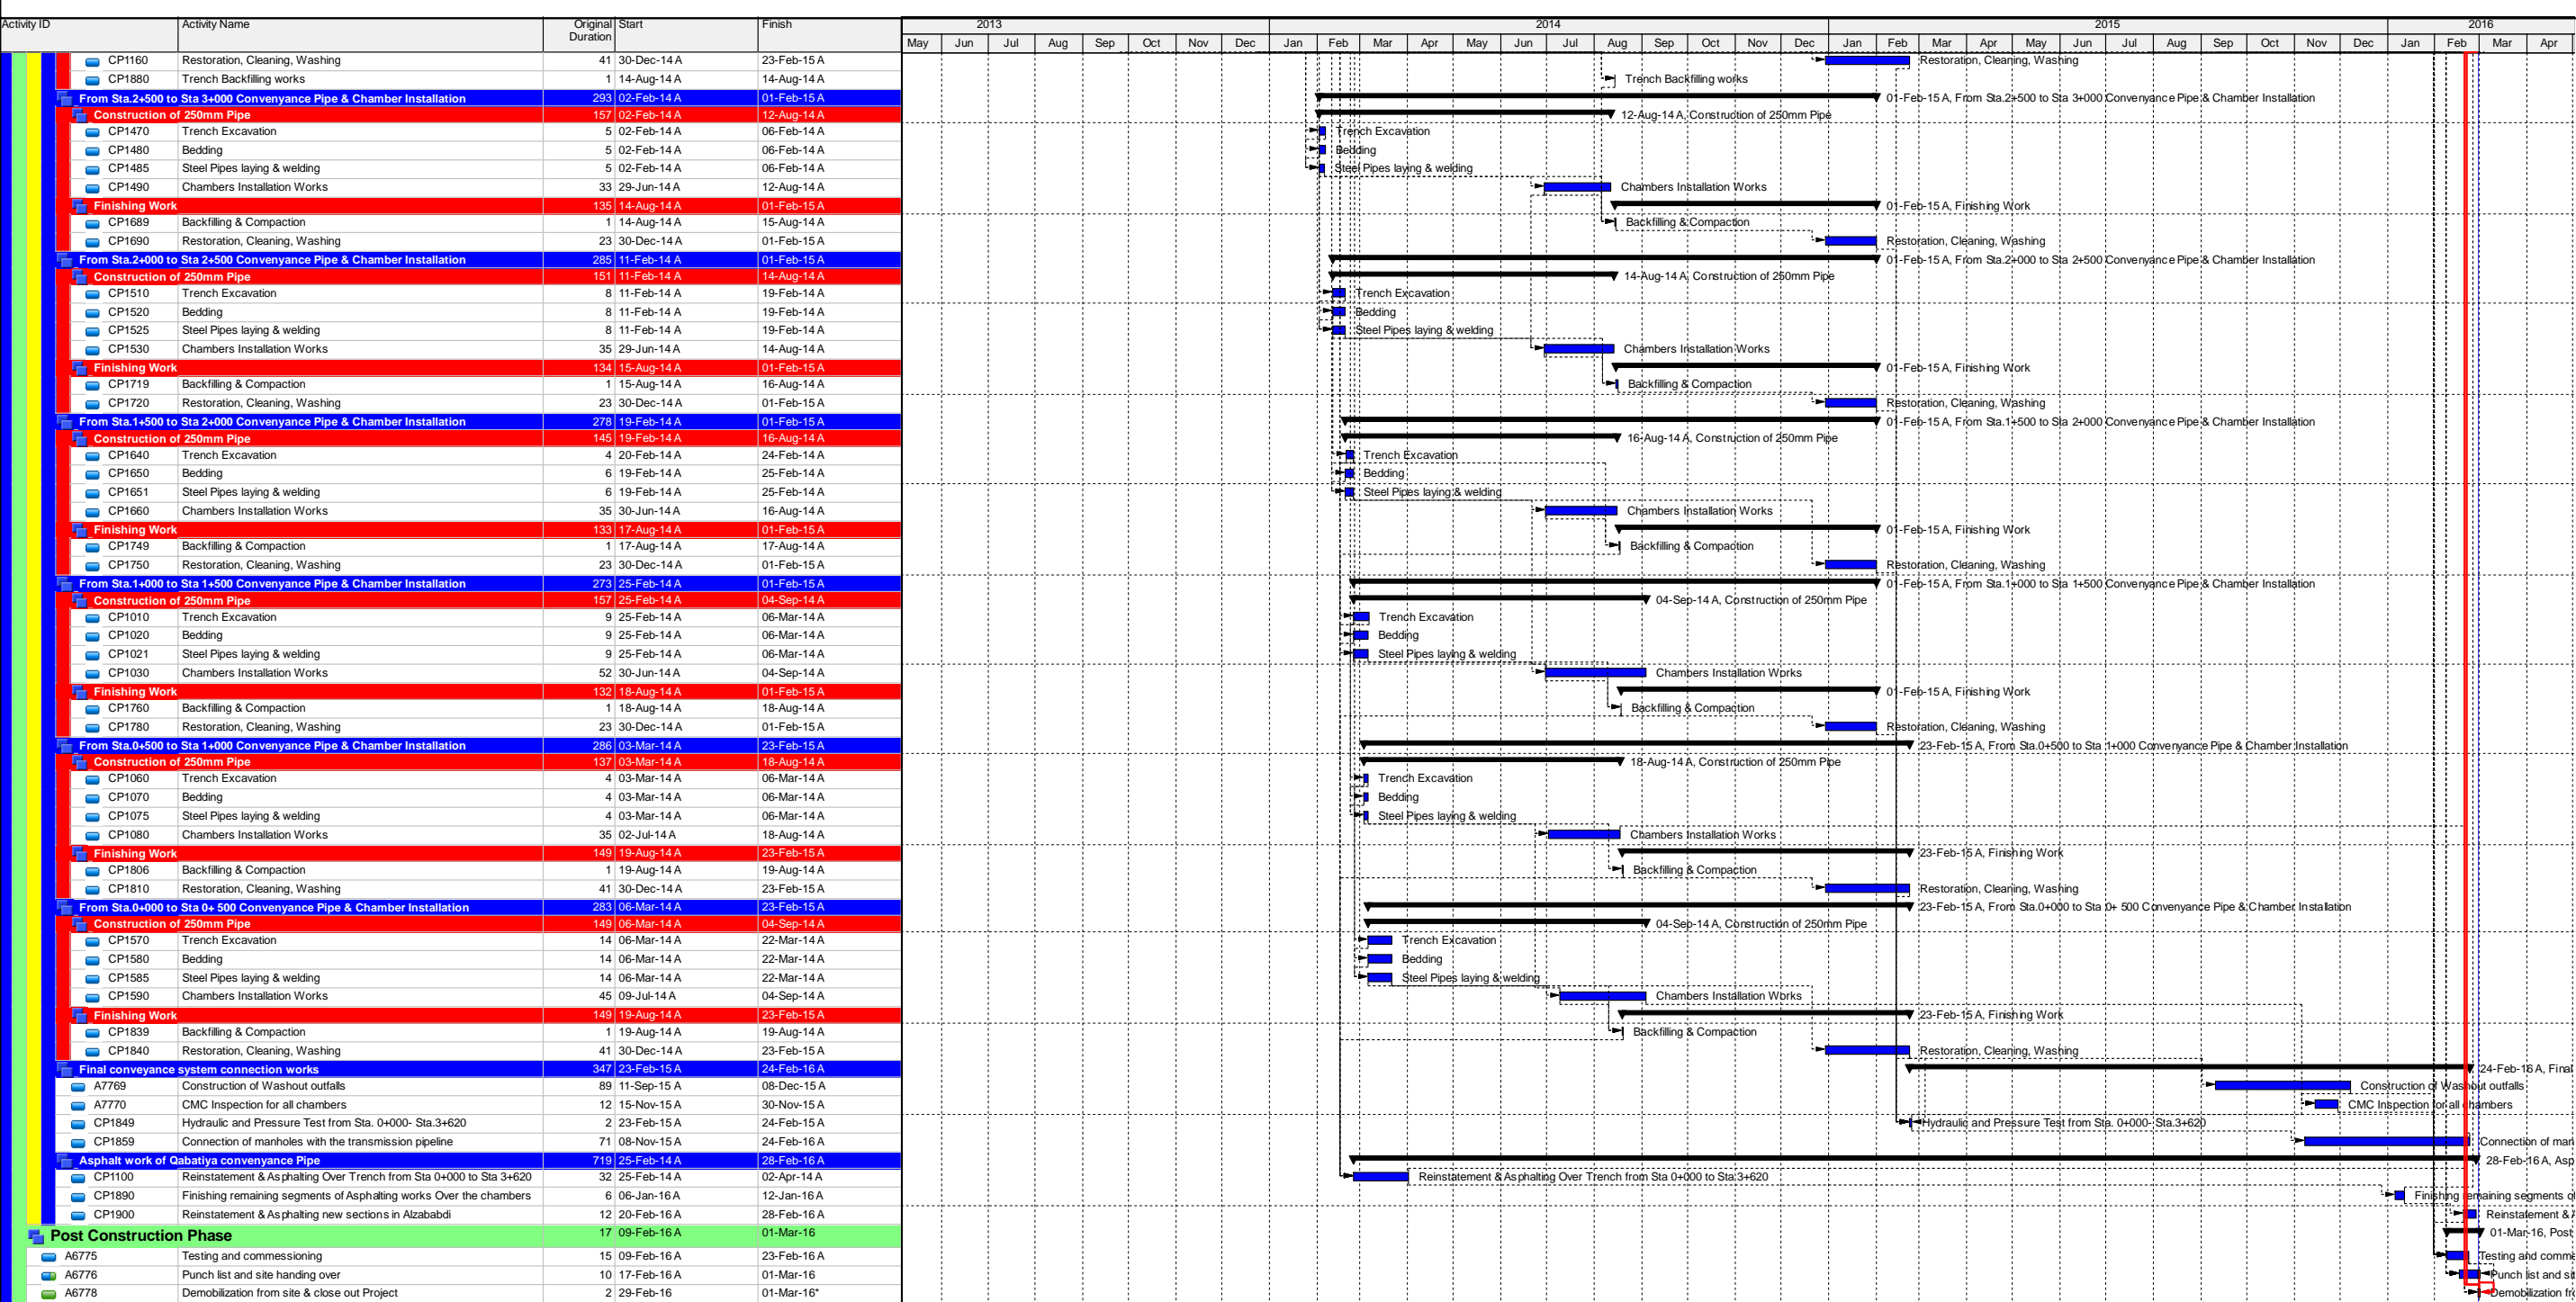 Activity ID Activity Name Original Duration Start Finish 2013 2014 2015 2016
May Jun Jul Aug Sep Oct Nov Dec Jan Feb Mar Apr May Jun Jul Aug Sep Oct Nov Dec Jan Feb Mar Apr May Jun Jul Aug Sep Oct Nov Dec Jan Feb Mar Apr
CP1160 Restoration, Cleaning, Washing 41 30-Dec-14 A 23-Feb-15 A Restoration, Cleaning, Washing
CP1880 Trench Backfilling works 1 14-Aug-14 A 14-Aug-14 A Trench Backfilling works
From Sta.2+500 to Sta 3+000 Convenyance Pipe & Chamber Installation 293 02-Feb-14 A 01-Feb-15 A 01-Feb-15 A, From Sta.2+500 to Sta 3+000 Convenyance Pipe & Chamber Installation
Construction of 250mm Pipe 157 02-Feb-14 A 12-Aug-14 A 12-Aug-14 A, Construction of 250mm Pipe
CP1470 Trench Excavation 5 02-Feb-14 A 06-Feb-14 A Trench Excavation
CP1480 Bedding 5 02-Feb-14 A 06-Feb-14 A Bedding
CP1485 Steel Pipes laying & welding 5 02-Feb-14 A 06-Feb-14 A Steel Pipes laying & welding
CP1490 Chambers Installation Works 33 29-Jun-14 A 12-Aug-14 A Chambers Installation Works
Finishing Work 135 14-Aug-14 A 01-Feb-15 A 01-Feb-15 A, Finishing Work
CP1689 Backfilling & Compaction 1 14-Aug-14 A 15-Aug-14 A Backfilling & Compaction
CP1690 Restoration, Cleaning, Washing 23 30-Dec-14 A 01-Feb-15 A Restoration, Cleaning, Washing
From Sta.2+000 to Sta 2+500 Convenyance Pipe & Chamber Installation 285 11-Feb-14 A 01-Feb-15 A 01-Feb-15 A, From Sta.2+000 to Sta 2+500 Convenyance Pipe & Chamber Installation
Construction of 250mm Pipe 151 11-Feb-14 A 14-Aug-14 A 14-Aug-14 A, Construction of 250mm Pipe
CP1510 Trench Excavation 8 11-Feb-14 A 19-Feb-14 A Trench Excavation
CP1520 Bedding 8 11-Feb-14 A 19-Feb-14 A Bedding
CP1525 Steel Pipes laying & welding 8 11-Feb-14 A 19-Feb-14 A Steel Pipes laying & welding
CP1530 Chambers Installation Works 35 29-Jun-14 A 14-Aug-14 A Chambers Installation Works
Finishing Work 134 15-Aug-14 A 01-Feb-15 A 01-Feb-15 A, Finishing Work
CP1719 Backfilling & Compaction 1 15-Aug-14 A 16-Aug-14 A Backfilling & Compaction
CP1720 Restoration, Cleaning, Washing 23 30-Dec-14 A 01-Feb-15 A Restoration, Cleaning, Washing
From Sta.1+500 to Sta 2+000 Convenyance Pipe & Chamber Installation 278 19-Feb-14 A 01-Feb-15 A 01-Feb-15 A, From Sta.1+500 to Sta 2+000 Convenyance Pipe & Chamber Installation
Construction of 250mm Pipe 145 19-Feb-14 A 16-Aug-14 A 16-Aug-14 A, Construction of 250mm Pipe
CP1640 Trench Excavation 4 20-Feb-14 A 24-Feb-14 A Trench Excavation
CP1650 Bedding 6 19-Feb-14 A 25-Feb-14 A Bedding
CP1651 Steel Pipes laying & welding 6 19-Feb-14 A 25-Feb-14 A Steel Pipes laying & welding
CP1660 Chambers Installation Works 35 30-Jun-14 A 16-Aug-14 A Chambers Installation Works
Finishing Work 133 17-Aug-14 A 01-Feb-15 A 01-Feb-15 A, Finishing Work
CP1749 Backfilling & Compaction 1 17-Aug-14 A 17-Aug-14 A Backfilling & Compaction
CP1750 Restoration, Cleaning, Washing 23 30-Dec-14 A 01-Feb-15 A Restoration, Cleaning, Washing
From Sta.1+000 to Sta 1+500 Convenyance Pipe & Chamber Installation 273 25-Feb-14 A 01-Feb-15 A 01-Feb-15 A, From Sta.1+000 to Sta 1+500 Convenyance Pipe & Chamber Installation
Construction of 250mm Pipe 157 25-Feb-14 A 04-Sep-14 A 04-Sep-14 A, Construction of 250mm Pipe
CP1010 Trench Excavation 9 25-Feb-14 A 06-Mar-14 A Trench Excavation
CP1020 Bedding 9 25-Feb-14 A 06-Mar-14 A Bedding
CP1021 Steel Pipes laying & welding 9 25-Feb-14 A 06-Mar-14 A Steel Pipes laying & welding
CP1030 Chambers Installation Works 52 30-Jun-14 A 04-Sep-14 A Chambers Installation Works
Finishing Work 132 18-Aug-14 A 01-Feb-15 A 01-Feb-15 A, Finishing Work
CP1760 Backfilling & Compaction 1 18-Aug-14 A 18-Aug-14 A Backfilling & Compaction
CP1780 Restoration, Cleaning, Washing 23 30-Dec-14 A 01-Feb-15 A Restoration, Cleaning, Washing
From Sta.0+500 to Sta 1+000 Convenyance Pipe & Chamber Installation 286 03-Mar-14 A 23-Feb-15 A 23-Feb-15 A, From Sta.0+500 to Sta 1+000 Convenyance Pipe & Chamber Installation
Construction of 250mm Pipe 137 03-Mar-14 A 18-Aug-14 A 18-Aug-14 A, Construction of 250mm Pipe
CP1060 Trench Excavation 4 03-Mar-14 A 06-Mar-14 A Trench Excavation
CP1070 Bedding 4 03-Mar-14 A 06-Mar-14 A Bedding
CP1075 Steel Pipes laying & welding 4 03-Mar-14 A 06-Mar-14 A Steel Pipes laying & welding
CP1080 Chambers Installation Works 35 02-Jul-14 A 18-Aug-14 A Chambers Installation Works
Finishing Work 149 19-Aug-14 A 23-Feb-15 A 23-Feb-15 A, Finishing Work
CP1806 Backfilling & Compaction 1 19-Aug-14 A 19-Aug-14 A Backfilling & Compaction
CP1810 Restoration, Cleaning, Washing 41 30-Dec-14 A 23-Feb-15 A Restoration, Cleaning, Washing
From Sta.0+000 to Sta 0+ 500 Convenyance Pipe & Chamber Installation 283 06-Mar-14 A 23-Feb-15 A 23-Feb-15 A, From Sta.0+000 to Sta 0+ 500 Convenyance Pipe & Chamber Installation
Construction of 250mm Pipe 149 06-Mar-14 A 04-Sep-14 A 04-Sep-14 A, Construction of 250mm Pipe
CP1570 Trench Excavation 14 06-Mar-14 A 22-Mar-14 A Trench Excavation
CP1580 Bedding 14 06-Mar-14 A 22-Mar-14 A Bedding
CP1585 Steel Pipes laying & welding 14 06-Mar-14 A 22-Mar-14 A Steel Pipes laying & welding
CP1590 Chambers Installation Works 45 09-Jul-14 A 04-Sep-14 A Chambers Installation Works
Finishing Work 149 19-Aug-14 A 23-Feb-15 A 23-Feb-15 A, Finishing Work
CP1839 Backfilling & Compaction 1 19-Aug-14 A 19-Aug-14 A Backfilling & Compaction
CP1840 Restoration, Cleaning, Washing 41 30-Dec-14 A 23-Feb-15 A Restoration, Cleaning, Washing
Final conveyance system connection works 347 23-Feb-15 A 24-Feb-16 A 24-Feb-16 A, Final
A7769 Construction of Washout outfalls 89 11-Sep-15 A 08-Dec-15 A Construction of Washout outfalls
A7770 CMC Inspection for all chambers 12 15-Nov-15 A 30-Nov-15 A CMC Inspection for all chambers
CP1849 Hydraulic and Pressure Test from Sta. 0+000- Sta.3+620 2 23-Feb-15 A 24-Feb-15 A Hydraulic and Pressure Test from Sta. 0+000- Sta.3+620
CP1859 Connection of manholes with the transmission pipeline 71 08-Nov-15 A 24-Feb-16 A Connection of man
Asphalt work of Qabatiya convenyance Pipe 719 25-Feb-14 A 28-Feb-16 A 28-Feb-16 A, Asp
CP1100 Reinstatement & Asphalting Over Trench from Sta 0+000 to Sta 3+620 32 25-Feb-14 A 02-Apr-14 A Reinstatement & Asphalting Over Trench from Sta 0+000 to Sta 3+620
CP1890 Finishing remaining segments of Asphalting works Over the chambers 6 06-Jan-16 A 12-Jan-16 A Finishing remaining segments o
CP1900 Reinstatement & Asphalting new sections in Alzababdi 12 20-Feb-16 A 28-Feb-16 A Reinstatement & A
Post Construction Phase 17 09-Feb-16 A 01-Mar-16 01-Mar-16, Post
A6775 Testing and commessioning 15 09-Feb-16 A 23-Feb-16 A Testing and comme
A6776 Punch list and site handing over 10 17-Feb-16 A 01-Mar-16 Punch list and sit
A6778 Demobilization from site & close out Project 2 29-Feb-16 01-Mar-16* Demobilization fr